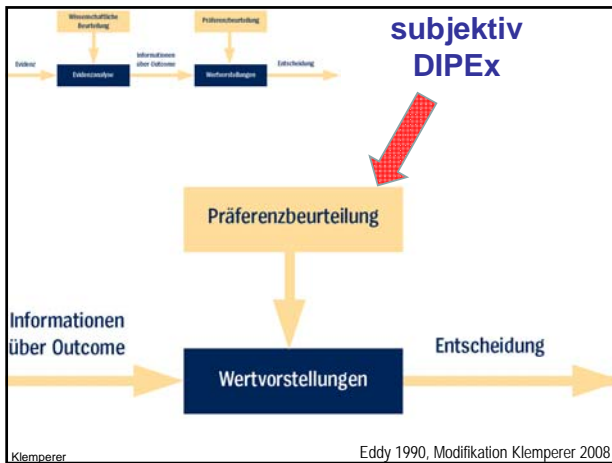 Wissenschaftliche
Beurteilung
Präferenzbeurteilung
subjektiv
DIPEx
Evidenz
Evidenzanalyse
Informationen
über Outcome
Wertvorstellungen
Entscheidung
Präferenzbeurteilung
Informationen
über Outcome
Entscheidung
Wertvorstellungen
Klemperer
Eddy 1990, Modifikation Klemperer 2008